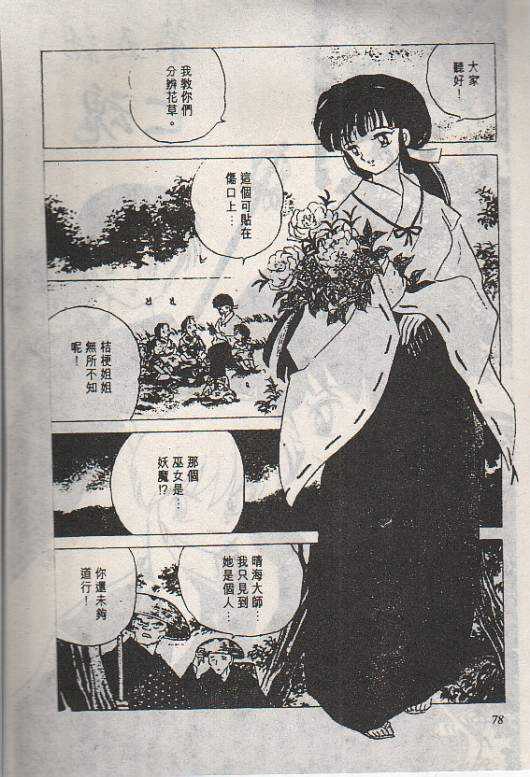 大家
聽好！
我教你們
分辨花草。
這個可貼在
傷口上…
桔梗姐姐
無所不知
呢！
那個
巫女是…
妖魔!?
晴海大師…
我只見到
她是個人…
你還未夠
道行！
78